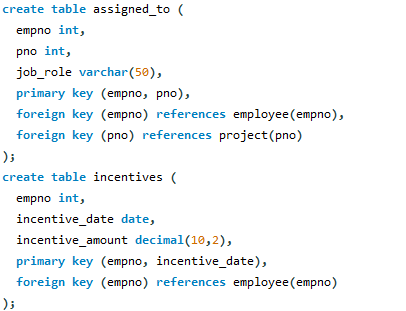 create table assigned_to (
empno int,
pno int,
job_role varchar(50),
primary key (empno, pno),
foreign key (empno) references employee(empno),
foreign key (pno) references project(pno)
);
create table incentives (
empno int,
incentive_date date,
incentive_amount decimal(10,2),
primary key (empno, incentive_date),
foreign key (empno) references employee(empno)
);